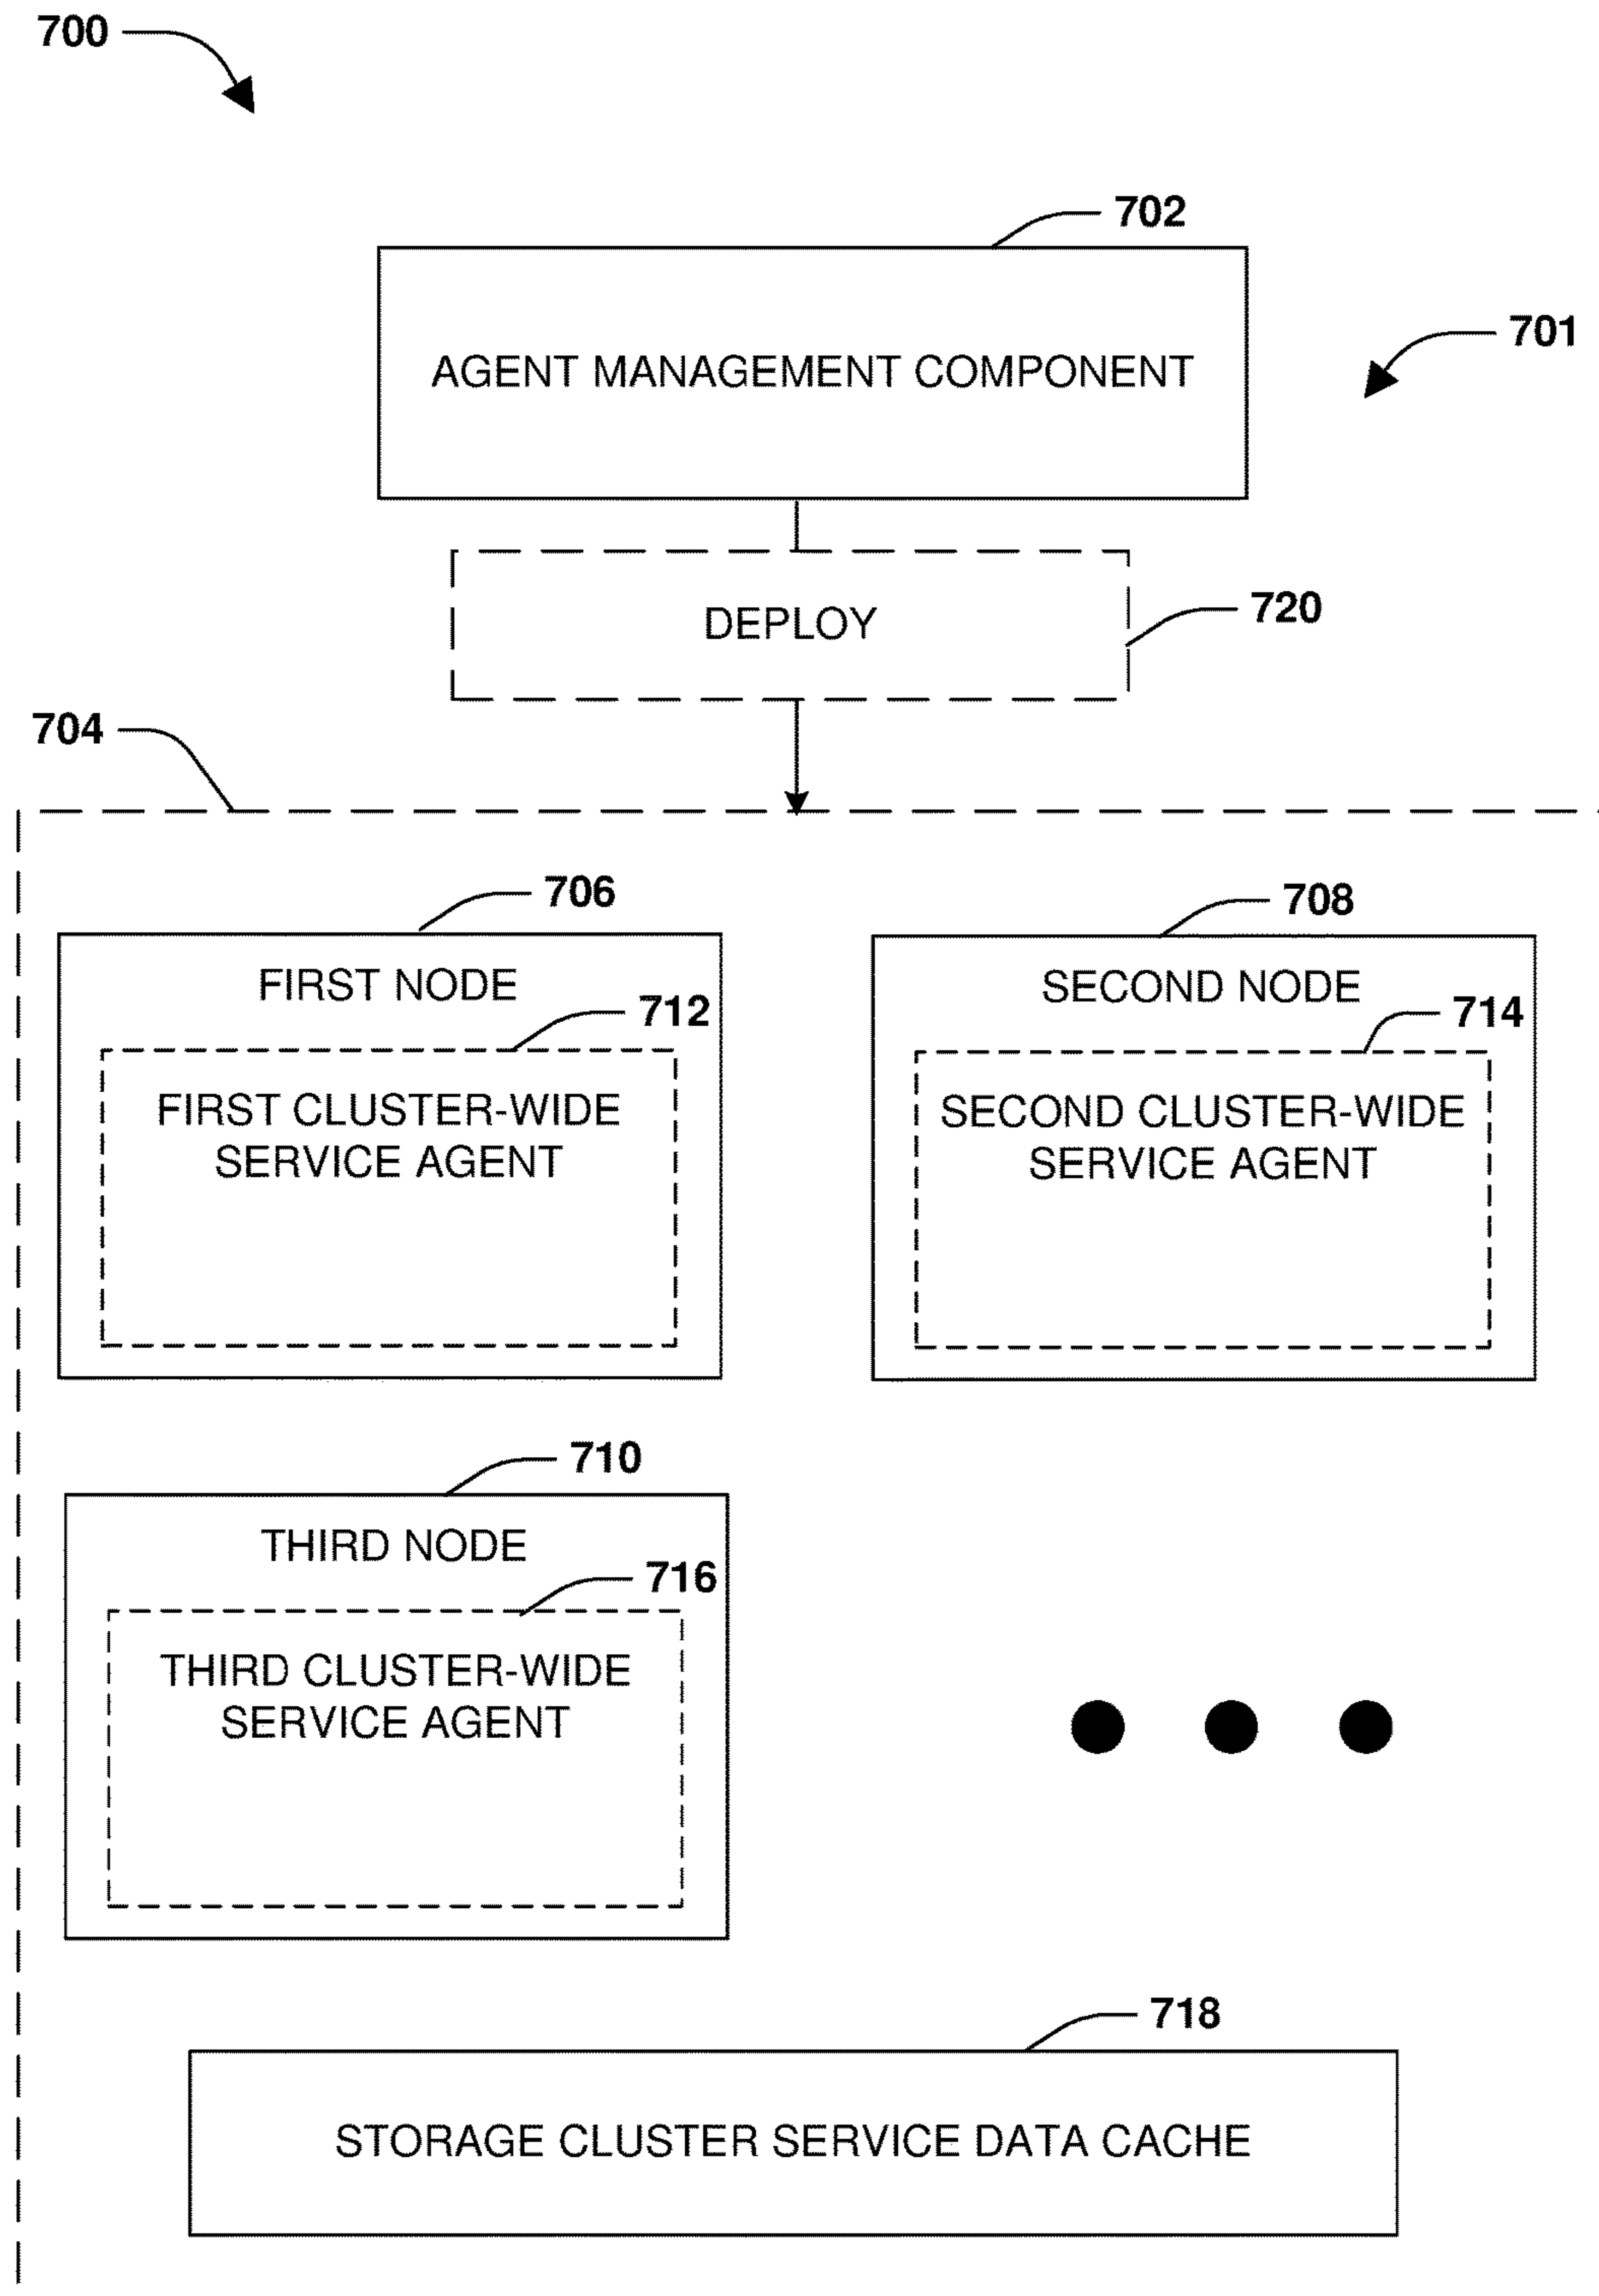 700
702
701
AGENT MANAGEMENT COMPONENT
DEPLOY
720
704
706
708
FIRST NODE
SECOND NODE
712
714
FIRST CLUSTER-WIDE
SERVICE AGENT
SECOND CLUSTER-WIDE
SERVICE AGENT
710
THIRD NODE
716
THIRD CLUSTER-WIDE
SERVICE AGENT
718
STORAGE CLUSTER SERVICE DATA CACHE